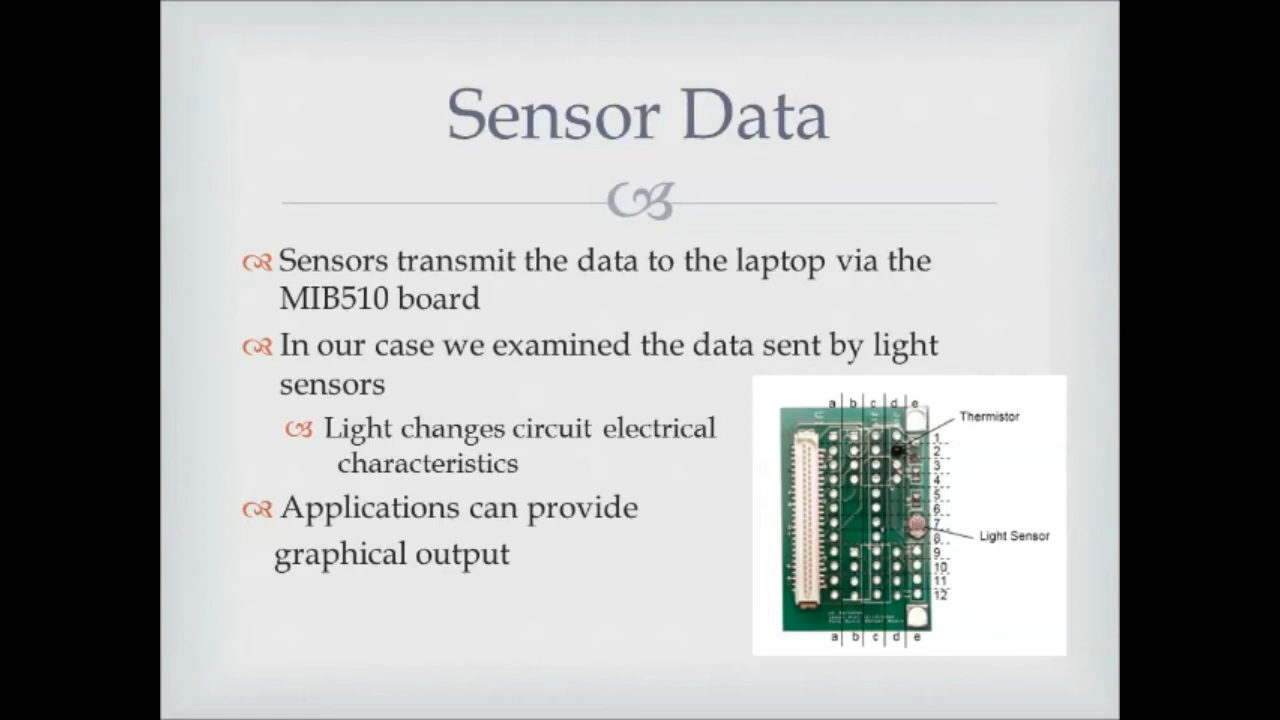 Sensor Data
Sensors transmit the data to the laptop via the
MIB510 board
In our case we examined the data sent by light
sensors
Light changes circuit electrical
characteristics
Applications can provide
graphical output
a b c d e
Thermistor
1
2
3
4
5
6
7
Light Sensor
8
9
10
11
12
a b c d e